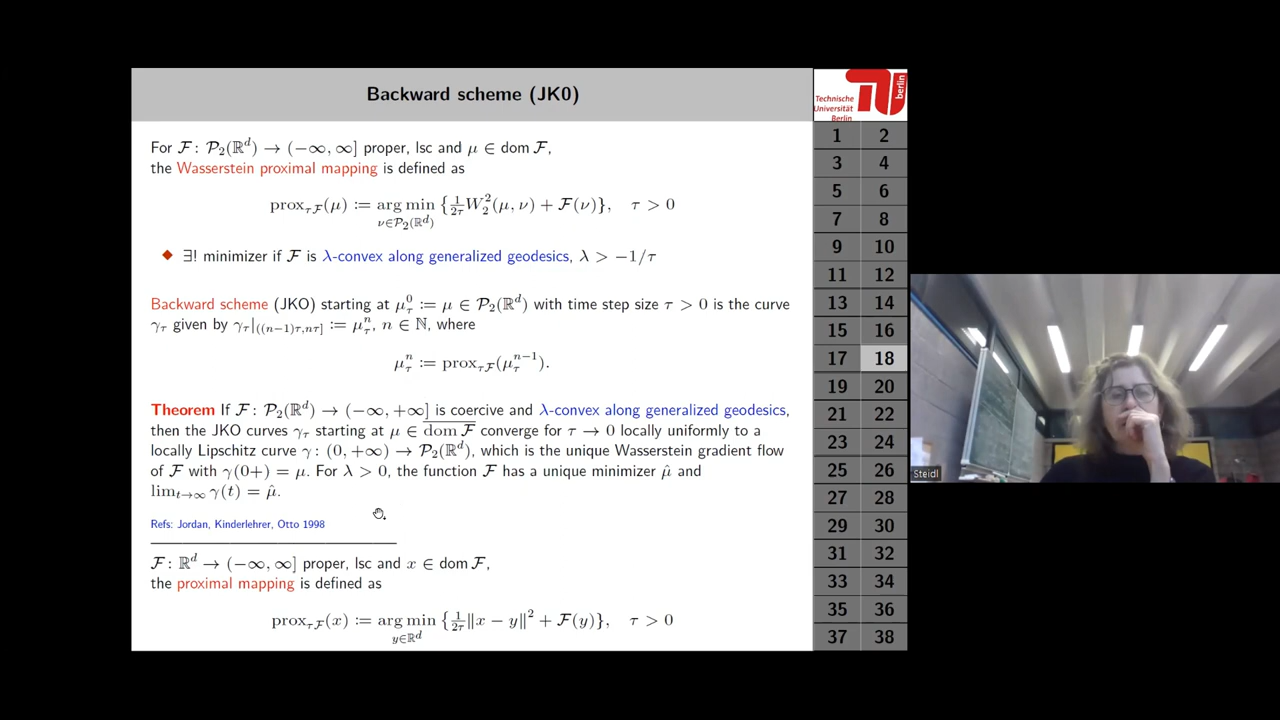 Backward scheme (JK0)
For ℱ: 𝒫₂(ℝᵈ) → (−∞, ∞] proper, lsc and μ ∈ dom ℱ,
the Wasserstein proximal mapping is defined as
prox_{τℱ}(μ) := arg min_{ν∈𝒫₂(ℝᵈ)} {1/(2τ) W₂²(μ, ν) + ℱ(ν)}, τ > 0
◆ ∃! minimizer if ℱ is λ-convex along generalized geodesics, λ > −1/τ
Backward scheme (JKO) starting at μ_τ^0 := μ ∈ 𝒫₂(ℝᵈ) with time step size τ > 0 is the curve
γ_τ given by γ_τ|_{((n−1)τ,nτ]} := μ_τ^n, n ∈ ℕ, where
μ_τ^n := prox_{τℱ}(μ_τ^{n−1}).
Theorem If ℱ: 𝒫₂(ℝᵈ) → (−∞, +∞] is coercive and λ-convex along generalized geodesics,
then the JKO curves γ_τ starting at μ ∈ \overline{dom ℱ} converge for τ → 0 locally uniformly to a
locally Lipschitz curve γ: (0, +∞) → 𝒫₂(ℝᵈ), which is the unique Wasserstein gradient flow
of ℱ with γ(0+) = μ. For λ > 0, the function ℱ has a unique minimizer μ̂ and
lim_{t→∞} γ(t) = μ̂.
Refs: Jordan, Kinderlehrer, Otto 1998
ℱ: ℝᵈ → (−∞, ∞] proper, lsc and x ∈ dom ℱ,
the proximal mapping is defined as
prox_{τℱ}(x) := arg min_{y∈ℝᵈ} {1/(2τ) ‖x − y‖² + ℱ(y)}, τ > 0
Technische
Universität
Berlin
berlin
1 2
3 4
5 6
7 8
9 10
11 12
13 14
15 16
17 18
19 20
21 22
23 24
25 26
27 28
29 30
31 32
33 34
35 36
37 38
Steidl